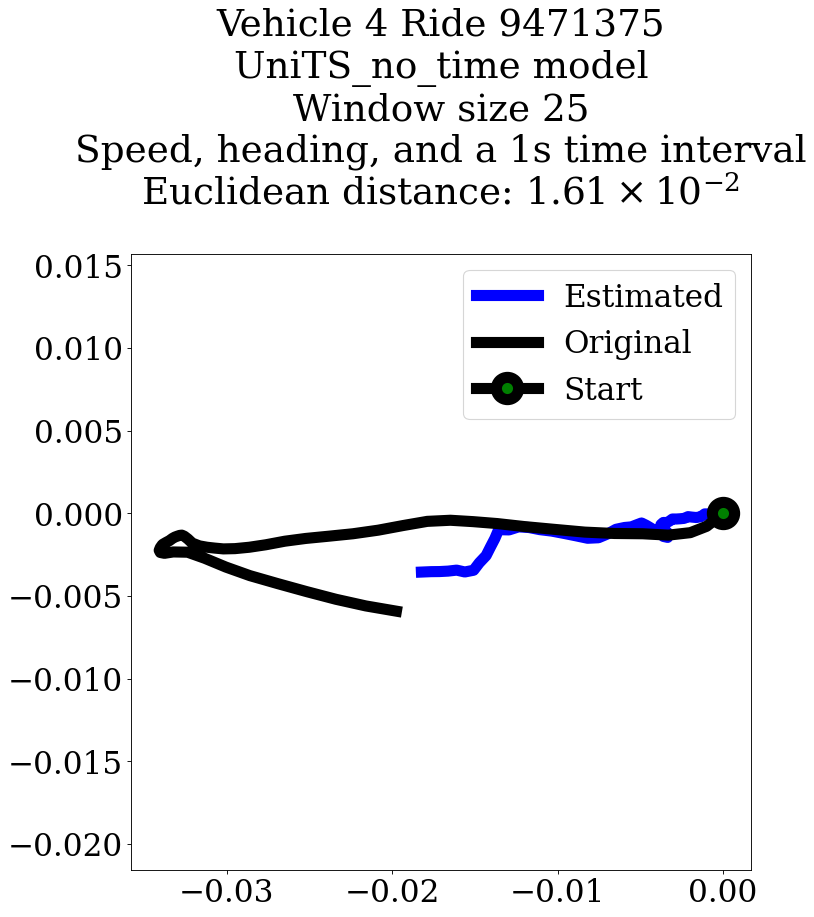 Vehicle 4 Ride 9471375
UniTS_no_time model
Window size 25
Speed, heading, and a 1s time interval
Euclidean distance: 1.61 × 10⁻²
Estimated
Original
Start
0.015
0.010
0.005
0.000
−0.005
−0.010
−0.015
−0.020
−0.03
−0.02
−0.01
0.00